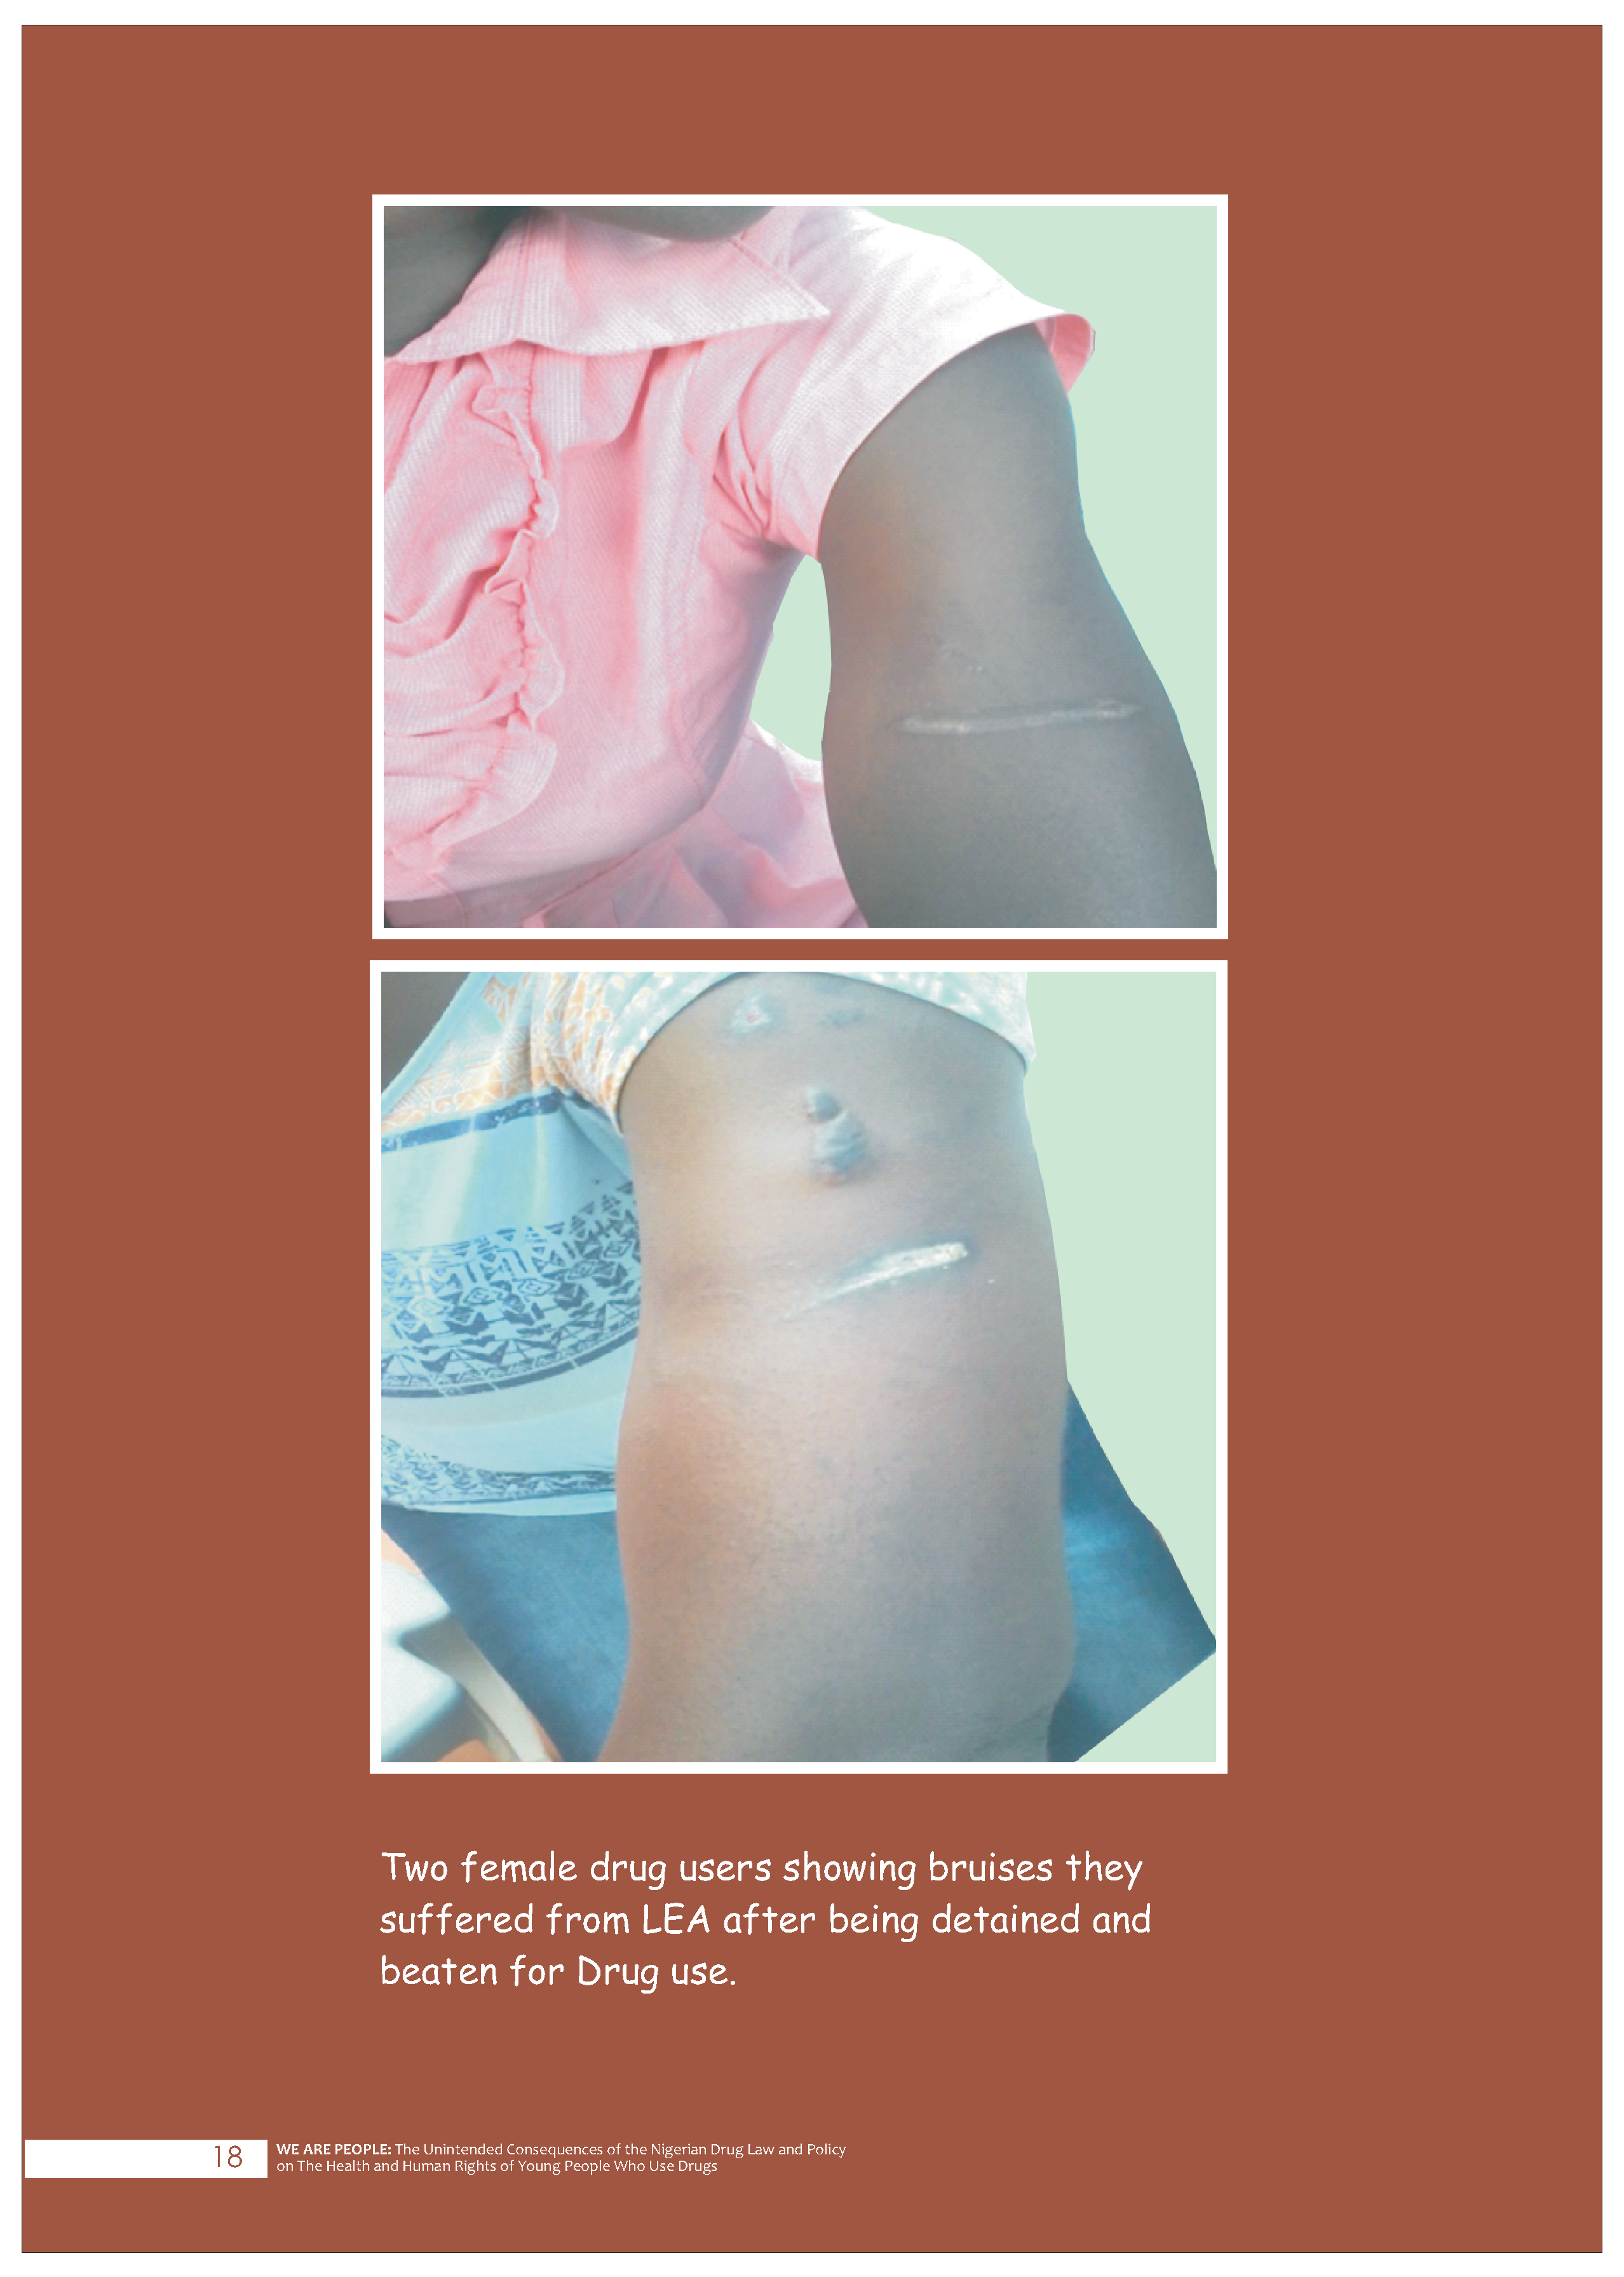 Two female drug users showing bruises they
suffered from LEA after being detained and
beaten for Drug use.
18
WE ARE PEOPLE: The Unintended Consequences of the Nigerian Drug Law and Policy
on The Health and Human Rights of Young People Who Use Drugs